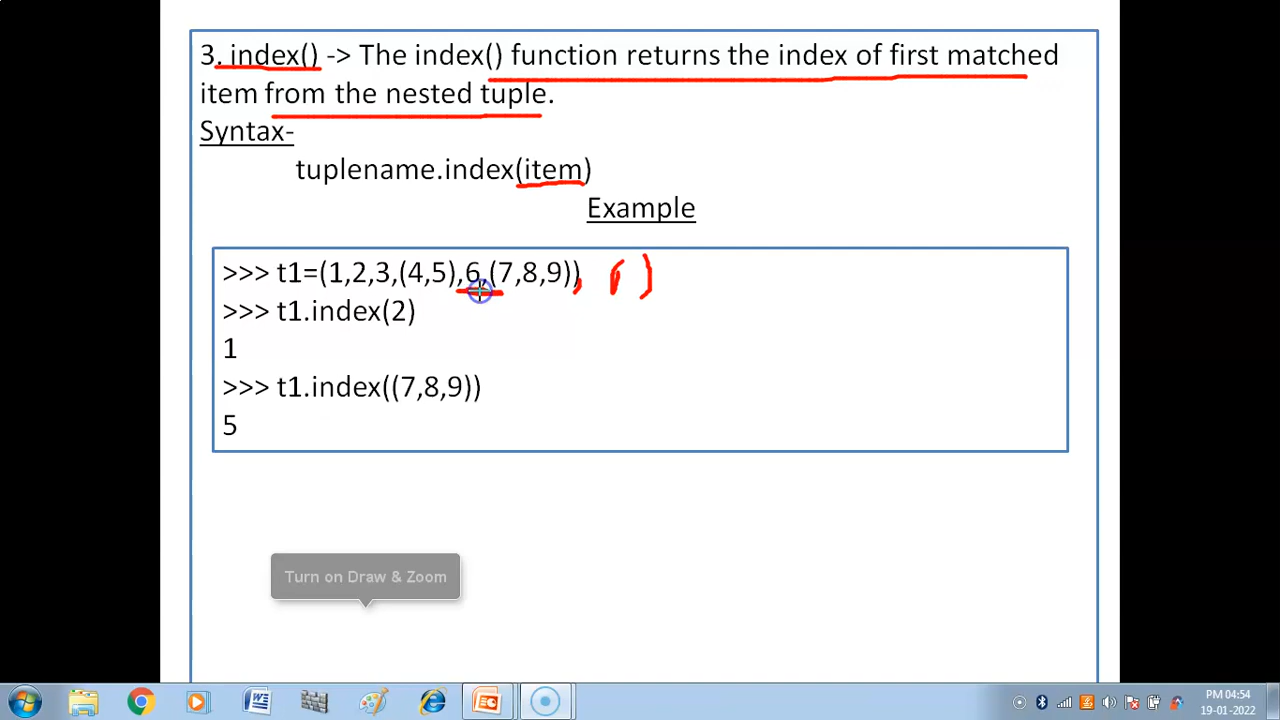 3. index() -> The index() function returns the index of first matched
item from the nested tuple.
Syntax-
tuplename.index(item)
Example
>>> t1=(1,2,3,(4,5),6,(7,8,9)), 6 )
>>> t1.index(2)
1
>>> t1.index((7,8,9))
5
Turn on Draw & Zoom
PM 04:54
19-01-2022